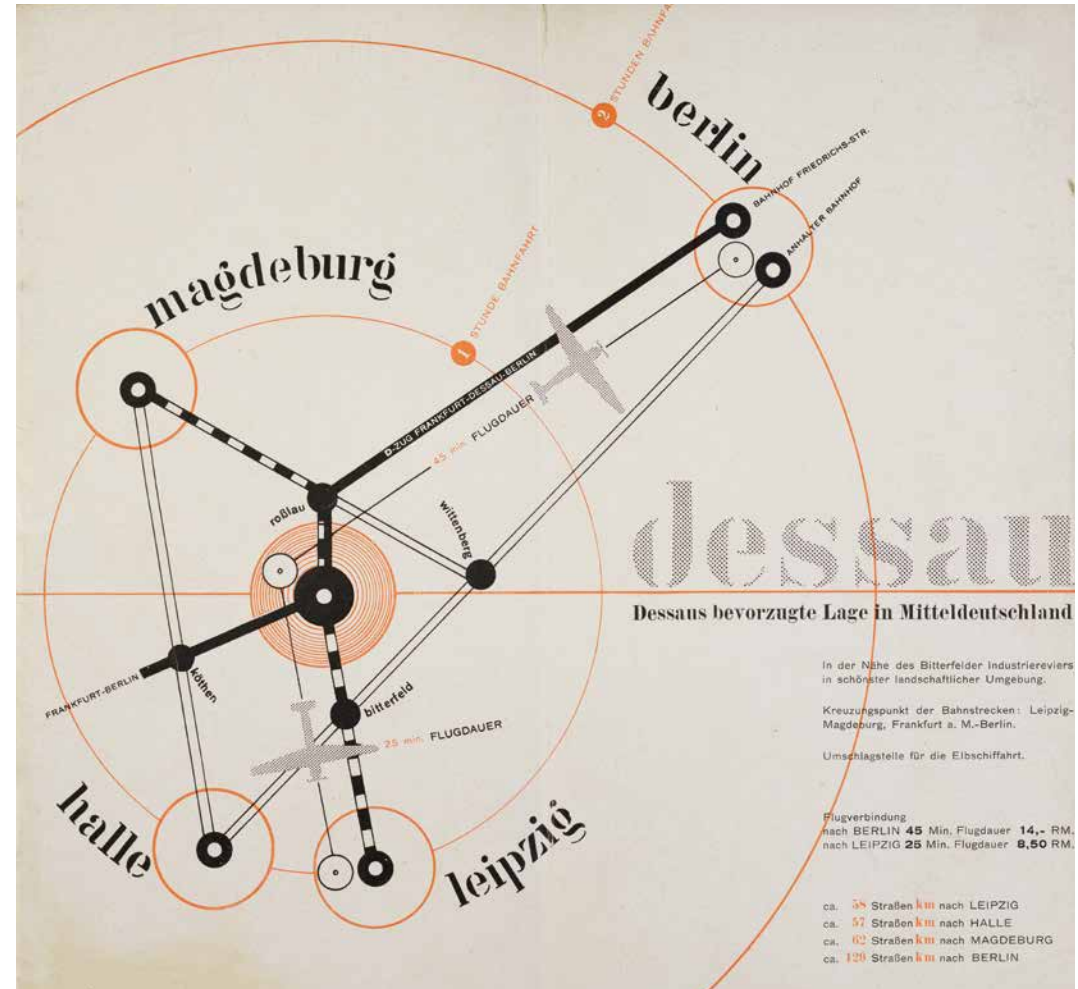 2 STUNDEN BAHNFA
berlin
BAHNHOF FRIEDRICHS-STR.
ANHALTER BAHNHOF
magdeburg
1 STUNDE BAHNFAHRT
D-ZUG FRANKFURT-DESSAU-BERLIN
45 min. FLUGDAUER
roßlau
wittenberg
dessau
Dessaus bevorzugte Lage in Mitteldeutschland
In der Nähe des Bitterfelder Industriereviers
in schönster landschaftlicher Umgebung.
Kreuzungspunkt der Bahnstrecken: Leipzig-
Magdeburg, Frankfurt a. M.-Berlin.
Umschlagstelle für die Elbschiffahrt.
köthen
FRANKFURT-BERLIN
bitterfeld
25 min. FLUGDAUER
halle
leipzig
Flugverbindung
nach BERLIN 45 Min. Flugdauer 14,- RM.
nach LEIPZIG 25 Min. Flugdauer 8,50 RM.
ca. 58 Straßen km nach LEIPZIG
ca. 57 Straßen km nach HALLE
ca. 62 Straßen km nach MAGDEBURG
ca. 129 Straßen km nach BERLIN